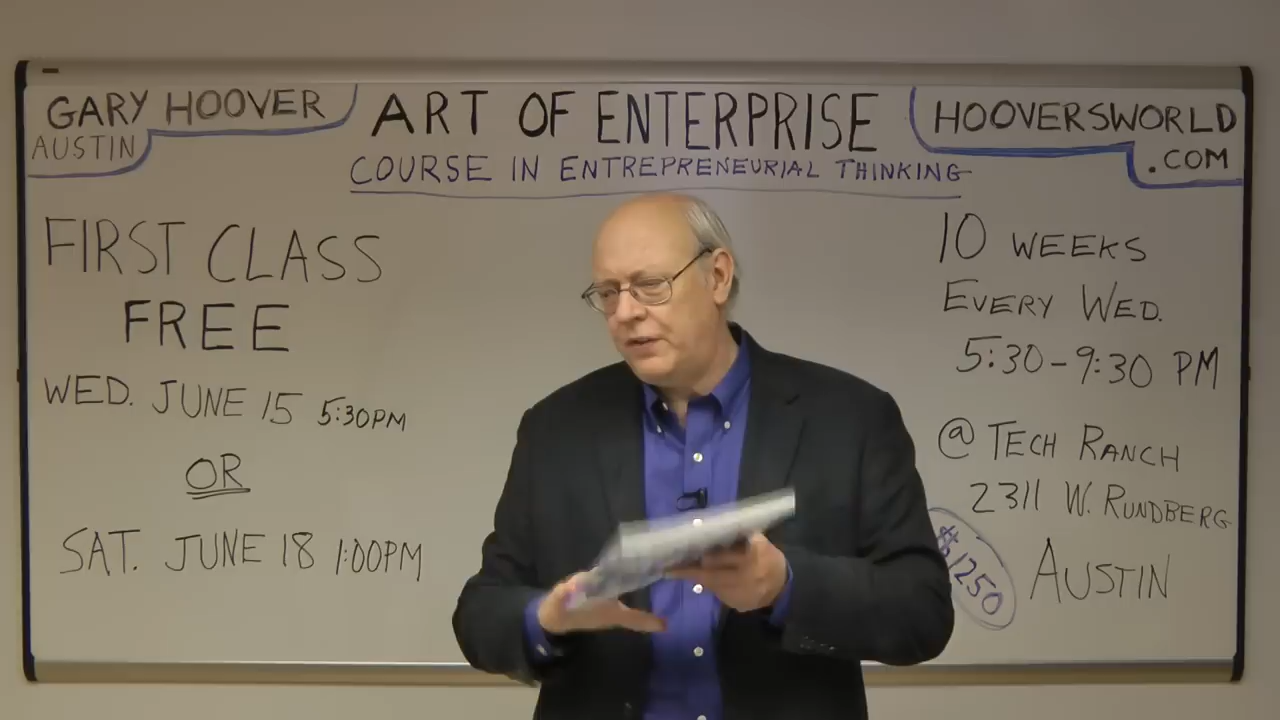 GARY HOOVER
AUSTIN
ART OF ENTERPRISE
COURSE IN ENTREPRENEURIAL THINKING
HOOVERSWORLD
.COM
FIRST CLASS
FREE
WED. JUNE 15 5:30PM
OR
SAT. JUNE 18 1:00PM
10 WEEKS
EVERY WED.
5:30-9:30 PM
@ TECH RANCH
2311 W. RUNDBERG
AUSTIN
$1250